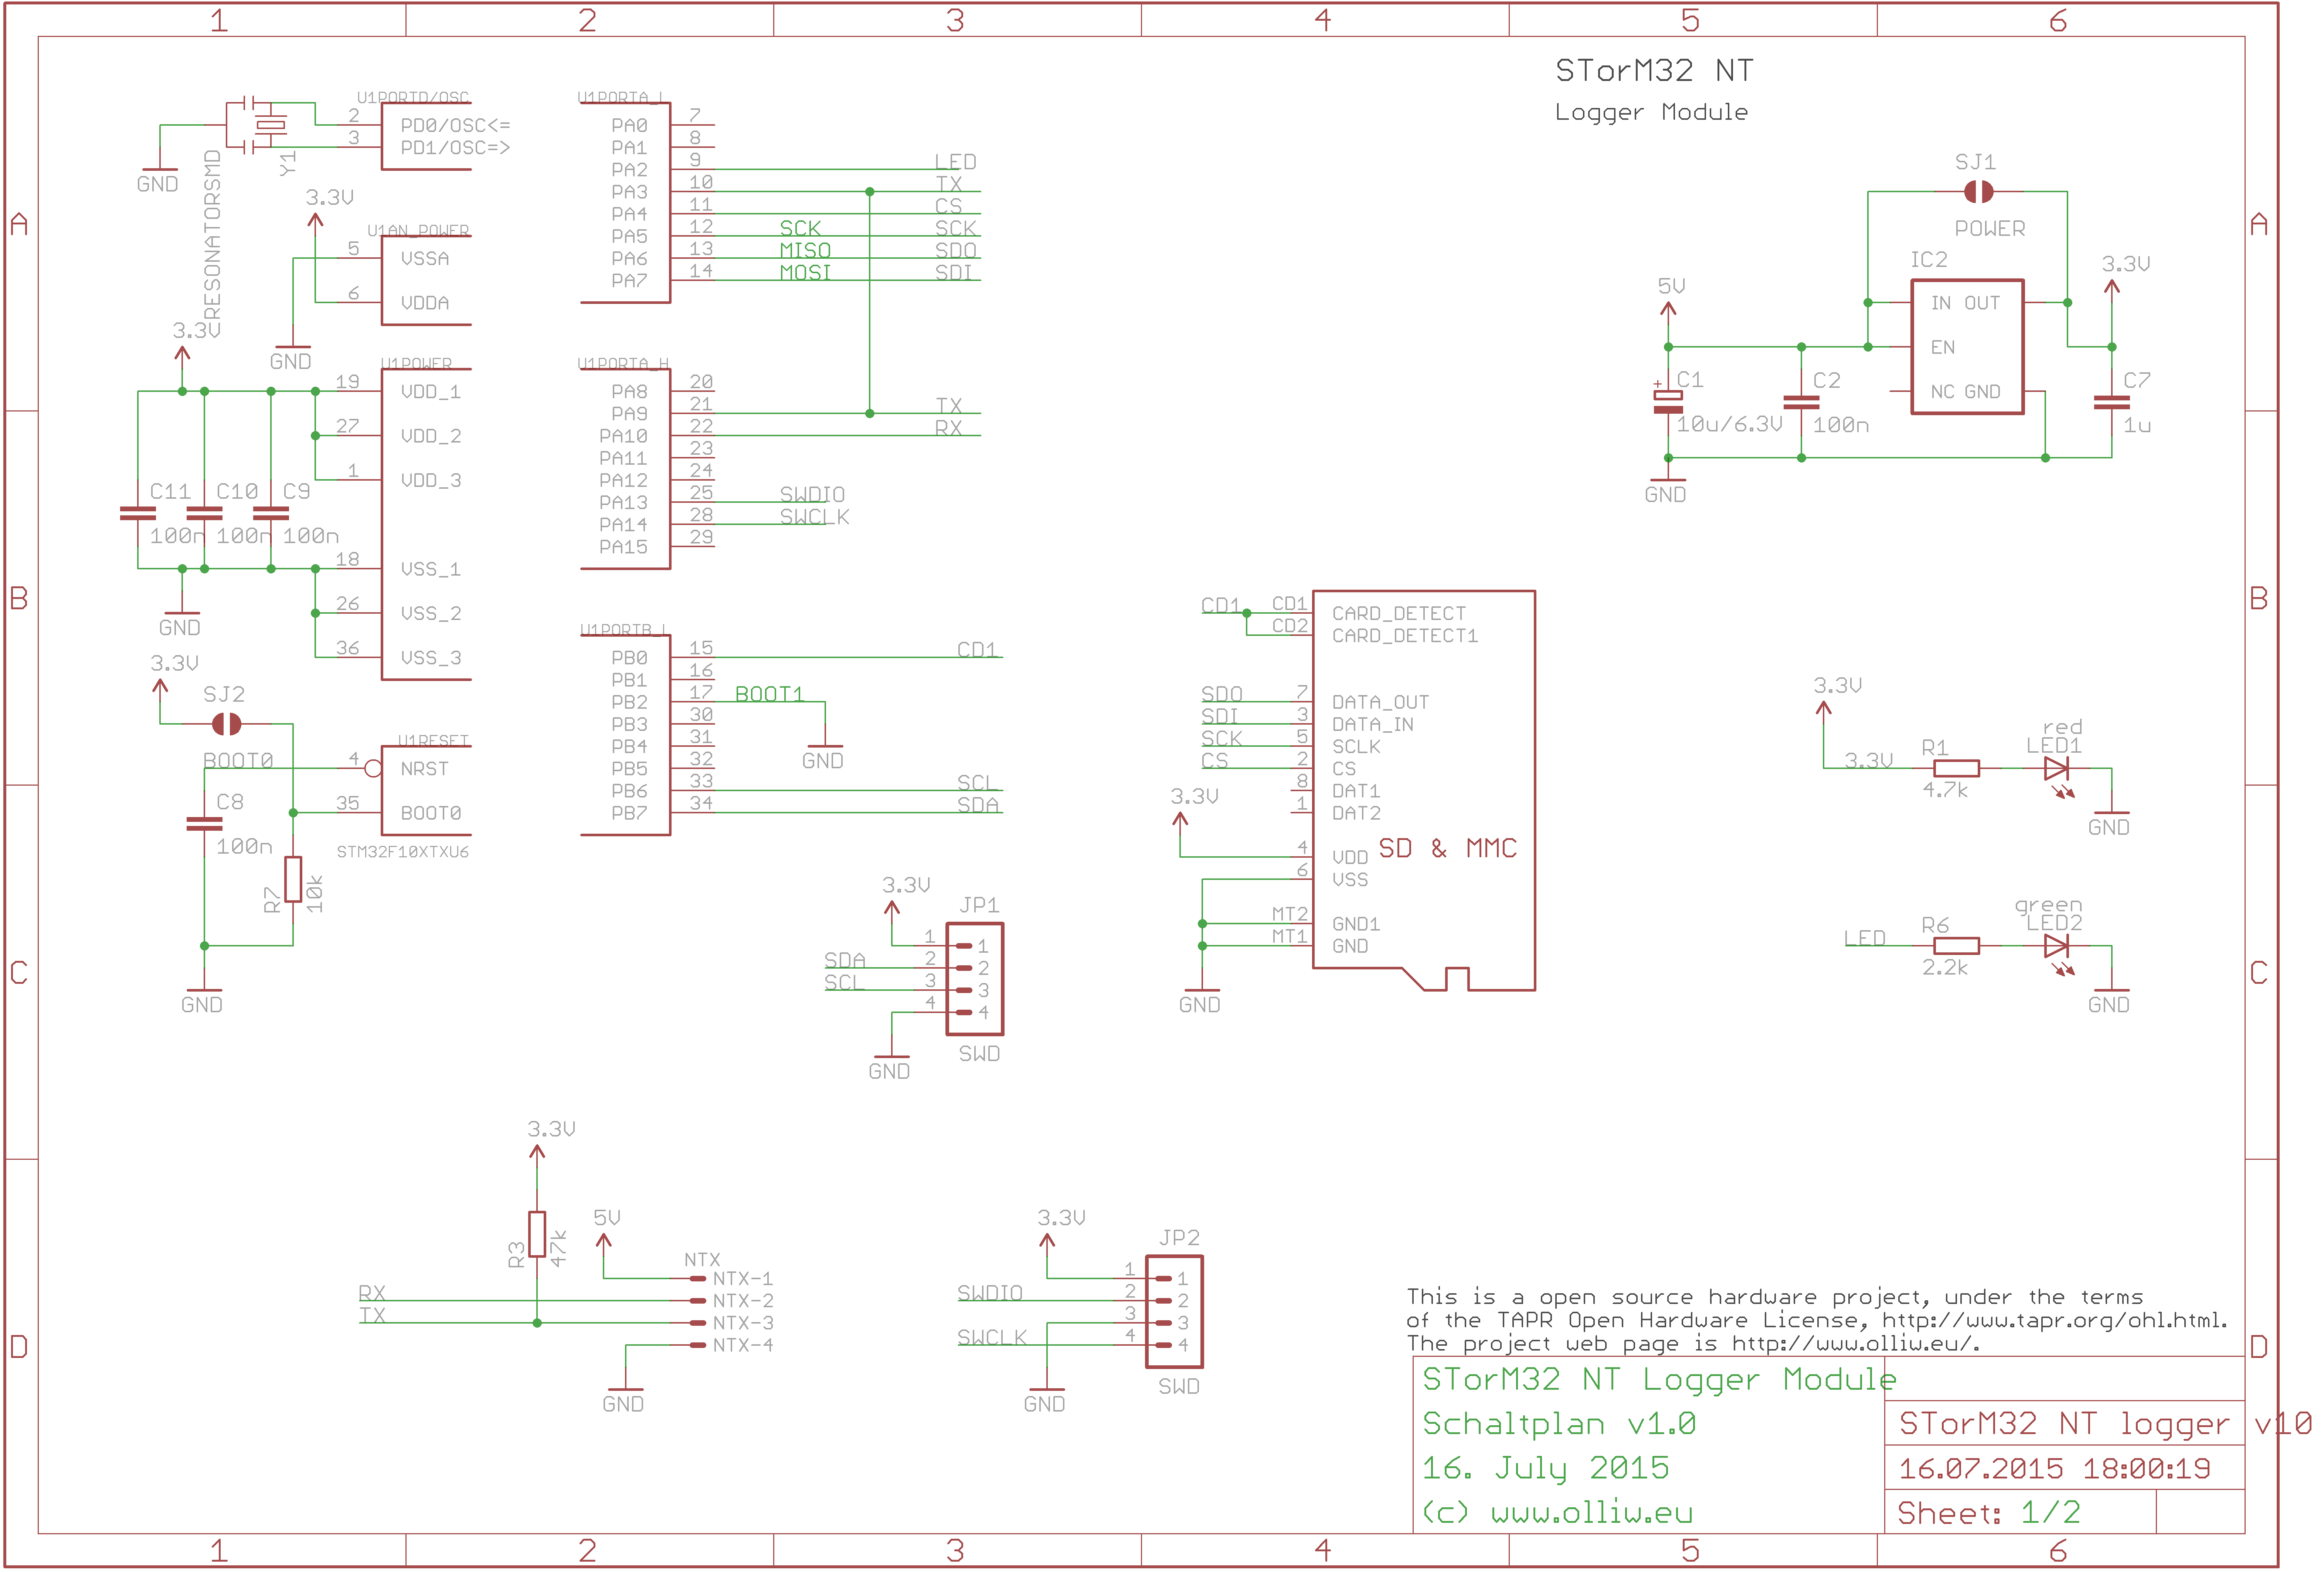 1 2 3 4 5 6
A
B
C
D
STorM32 NT
Logger Module
U1PORTD/OSC
2 PD0/OSC<=
3 PD1/OSC=>
GND
RESONATORSMD
Y1
3.3V
U1AN_POWER
5 VSSA
6 VDDA
GND
3.3V
U1POWER
19 VDD_1
27 VDD_2
1 VDD_3
C11 C10 C9
100n 100n 100n
18 VSS_1
26 VSS_2
36 VSS_3
GND
3.3V
SJ2
U1RESET
BOOT0 4 NRST
35 BOOT0
C8
100n
STM32F10XTXU6
R7
10k
GND
U1PORTA_L
PA0 7
PA1 8
PA2 9 LED
PA3 10 TX
PA4 11 CS
PA5 12 SCK SCK
PA6 13 MISO SDO
PA7 14 MOSI SDI
U1PORTA_H
PA8 20
PA9 21 TX
PA10 22 RX
PA11 23
PA12 24
PA13 25 SWDIO
PA14 28 SWCLK
PA15 29
U1PORTB_L
PB0 15 CD1
PB1 16
PB2 17 BOOT1
PB3 30
PB4 31
PB5 32
PB6 33 SCL
PB7 34 SDA
GND
3.3V
JP1
1 1
SDA 2 2
SCL 3 3
4 4
GND
SWD
SJ1
POWER
IC2
5V
3.3V
IN OUT
EN
NC GND
C1
10u/6.3V
C2
100n
C7
1u
GND
CD1 CD1 CARD_DETECT
CD2 CARD_DETECT1
SDO 7 DATA_OUT
SDI 3 DATA_IN
SCK 5 SCLK
CS 2 CS
8 DAT1
1 DAT2
3.3V
4 VDD
SD & MMC
6 VSS
MT2 GND1
MT1 GND
GND
3.3V
3.3V
R1
4.7k
red
LED1
GND
LED
R6
2.2k
green
LED2
GND
3.3V
R3
47k
5V
NTX
NTX-1
RX NTX-2
TX NTX-3
NTX-4
GND
3.3V
JP2
1 1
SWDIO 2 2
3 3
SWCLK 4 4
GND
SWD
This is a open source hardware project, under the terms
of the TAPR Open Hardware License, http://www.tapr.org/ohl.html.
The project web page is http://www.olliw.eu/.
STorM32 NT Logger Module
Schaltplan v1.0
16. July 2015
(c) www.olliw.eu
STorM32 NT logger v10
16.07.2015 18:00:19
Sheet: 1/2
A
B
C
D
1 2 3 4 5 6